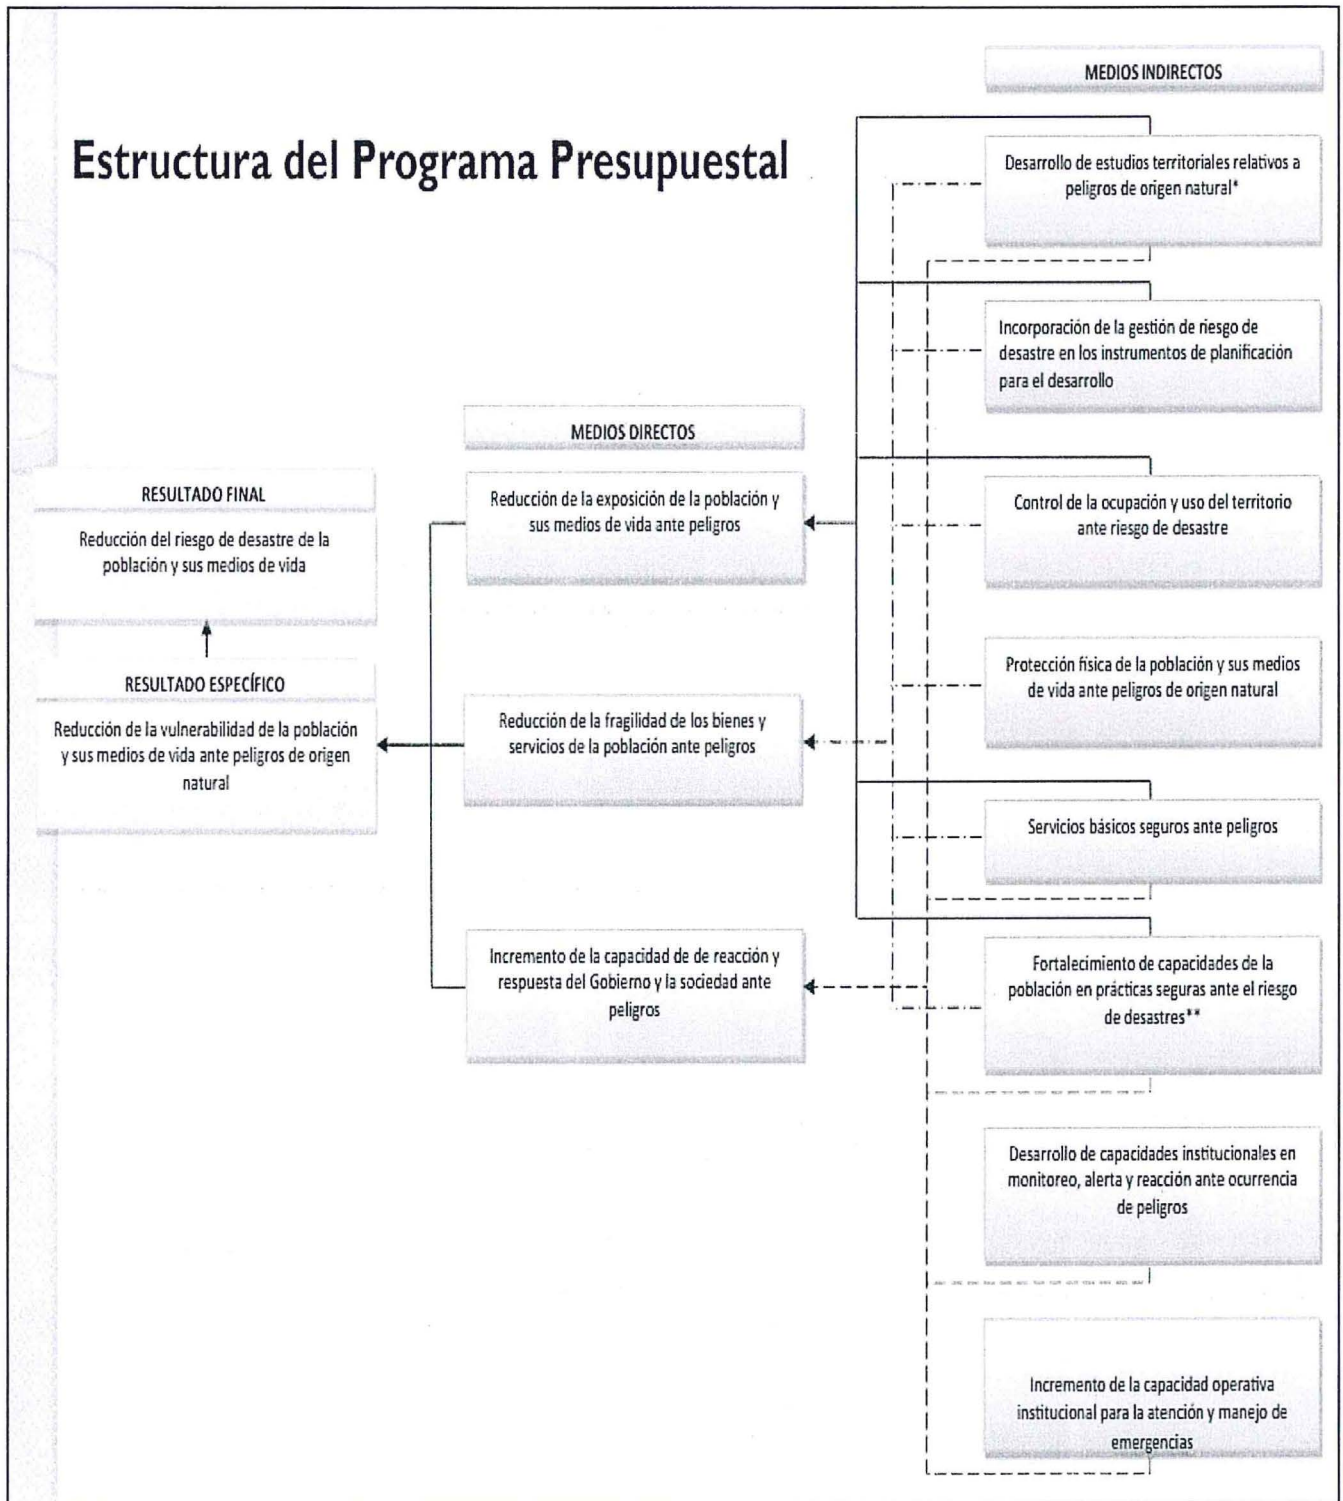 Estructura del Programa Presupuestal
RESULTADO FINAL
Reducción del riesgo de desastre de la
población y sus medios de vida
RESULTADO ESPECÍFICO
Reducción de la vulnerabilidad de la población
y sus medios de vida ante peligros de origen
natural
MEDIOS DIRECTOS
Reducción de la exposición de la población y
sus medios de vida ante peligros
Reducción de la fragilidad de los bienes y
servicios de la población ante peligros
Incremento de la capacidad de de reacción y
respuesta del Gobierno y la sociedad ante
peligros
MEDIOS INDIRECTOS
Desarrollo de estudios territoriales relativos a
peligros de origen natural*
Incorporación de la gestión de riesgo de
desastre en los instrumentos de planificación
para el desarrollo
Control de la ocupación y uso del territorio
ante riesgo de desastre
Protección física de la población y sus medios
de vida ante peligros de origen natural
Servicios básicos seguros ante peligros
Fortalecimiento de capacidades de la
población en prácticas seguras ante el riesgo
de desastres**
Desarrollo de capacidades institucionales en
monitoreo, alerta y reacción ante ocurrencia
de peligros
Incremento de la capacidad operativa
institucional para la atención y manejo de
emergencias